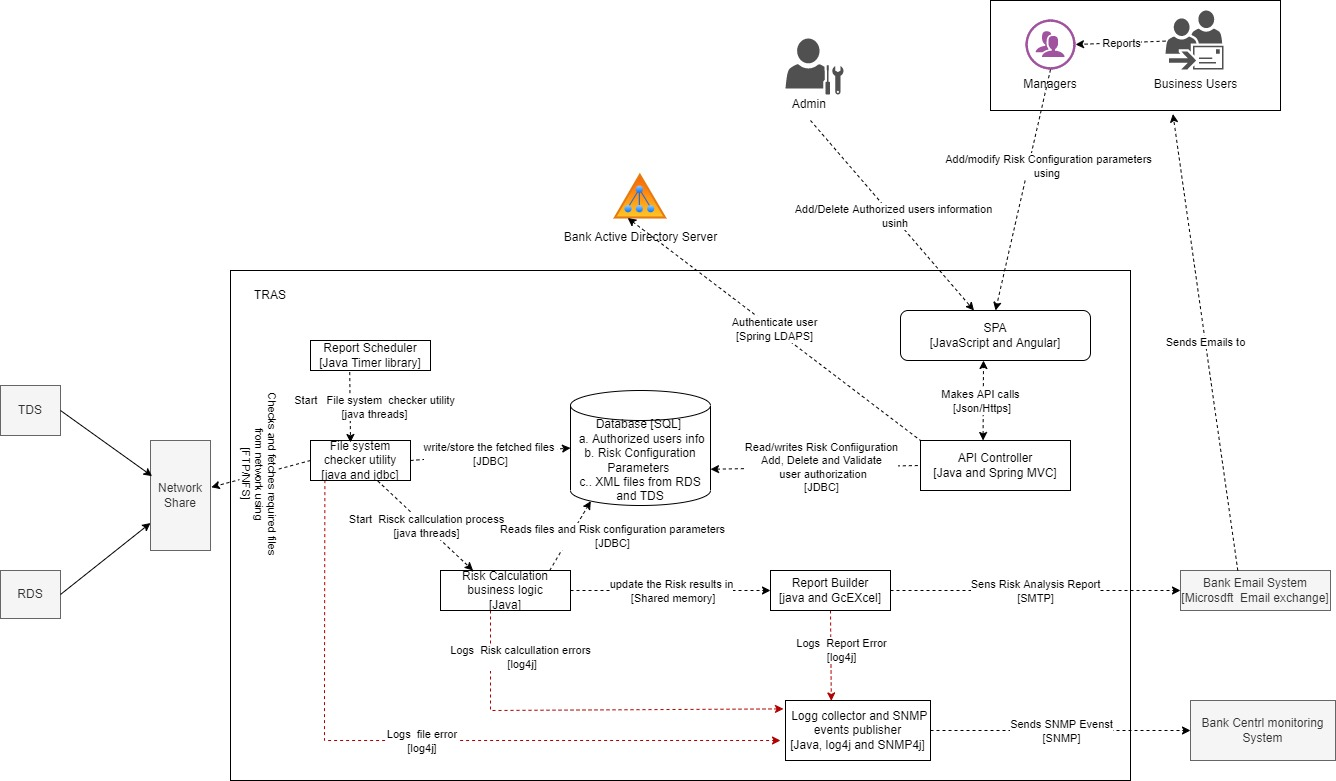 Reports
Managers
Business Users
Admin
Add/modify Risk Configuration parameters
using
Add/Delete Authorized users information
usinh
Bank Active Directory Server
TRAS
Authenticate user
[Spring LDAPS]
SPA
[JavaScript and Angular]
Sends Emails to
Report Scheduler
[Java Timer library]
Makes API calls
[Json/Https]
Start   File system  checker utility
[java threads]
TDS
Checks and fetches required files
from network using
[FTP/NFS]
File system
checker utility
[java and jdbc]
write/store the fetched files
[JDBC]
Database [SQL]
a. Authorized users info
b. Risk Configuration
Parameters
c.. XML files from RDS
and TDS
Read/writes Risk Configuration
Add, Delete and Validate
user authorization
[JDBC]
API Controller
[Java and Spring MVC]
Network
Share
Start  Risck callculation process
[java threads]
Reads files and Risk configuration parameters
[JDBC]
RDS
Risk Calculation
business logic
[Java]
update the Risk results in
[Shared memory]
Report Builder
[java and GcEXcel]
Sens Risk Analysis Report
[SMTP]
Bank Email System
[Microsdft  Email exchange]
Logs  Risk calcullation errors
[log4j]
Logs  Report Error
[log4j]
Logg collector and SNMP
events publisher
[Java, log4j and SNMP4j]
Logs  file error
[log4j]
Sends SNMP Evenst
[SNMP]
Bank Centrl monitoring
System